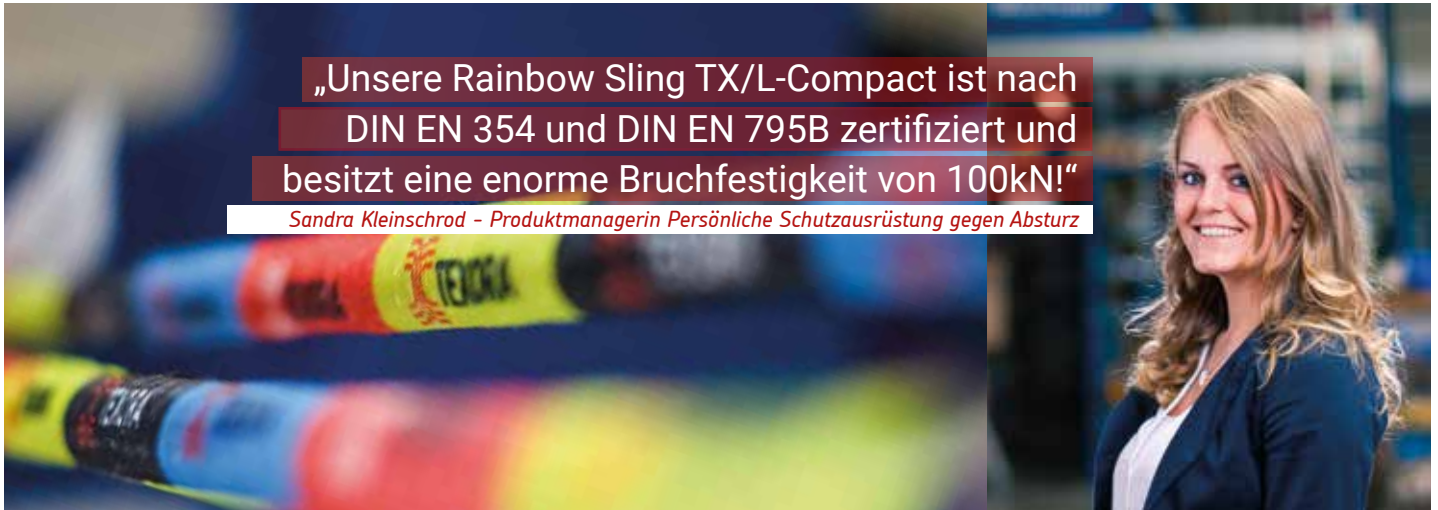 „Unsere Rainbow Sling TX/L-Compact ist nach
DIN EN 354 und DIN EN 795B zertifiziert und
besitzt eine enorme Bruchfestigkeit von 100kN!“
Sandra Kleinschrod – Produktmanagerin Persönliche Schutzausrüstung gegen Absturz
TEXORA